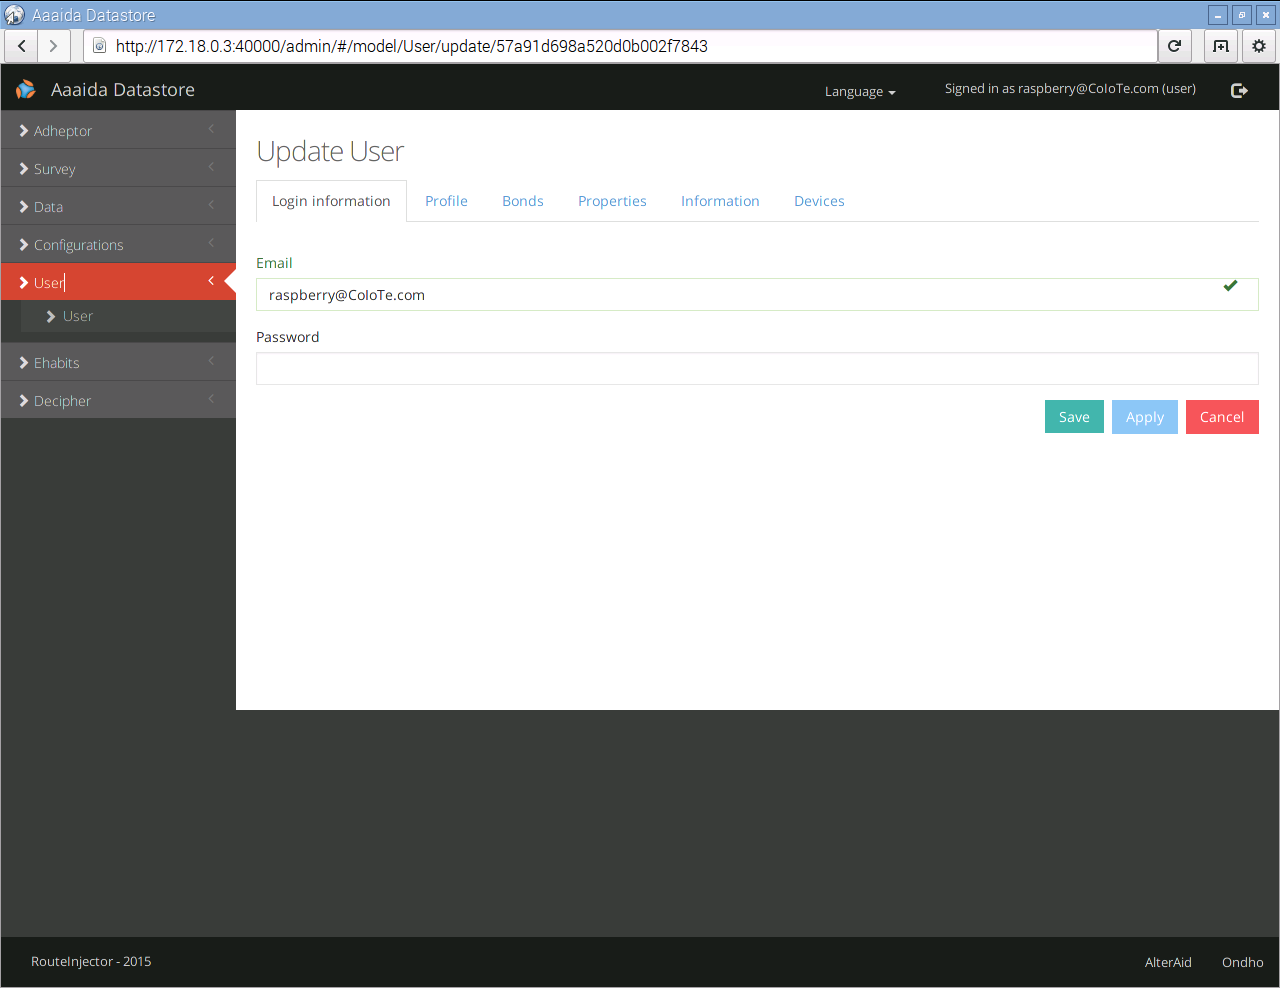 Aaaida Datastore
http://172.18.0.3:40000/admin/#/model/User/update/57a91d698a520d0b002f7843
Aaaida Datastore
Language
Signed in as raspberry@CoIoTe.com (user)
Adheptor
Survey
Data
Configurations
User
User
Ehabits
Decipher
Update User
Login information Profile Bonds Properties Information Devices
Email
raspberry@CoIoTe.com
Password
Save Apply Cancel
RouteInjector - 2015
AlterAid Ondho